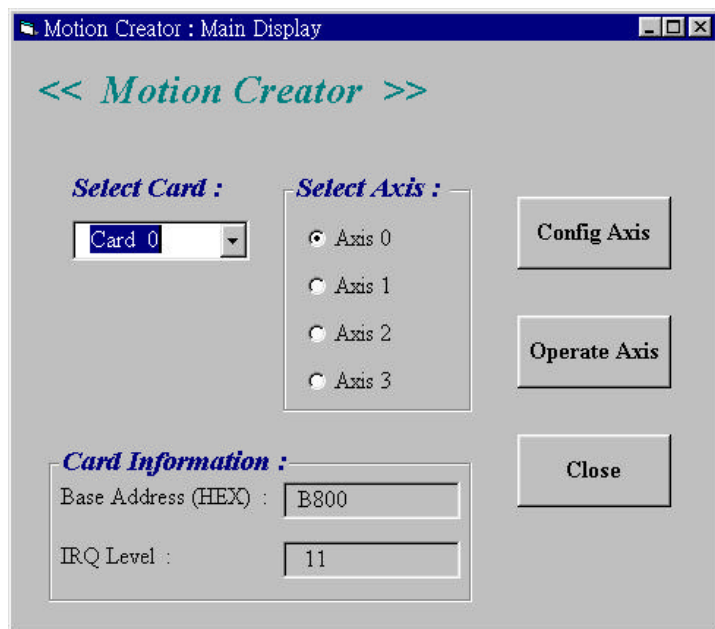 Motion Creator : Main Display
<< Motion Creator >>
Select Card :
Card 0
Select Axis :
Axis 0
Axis 1
Axis 2
Axis 3
Config Axis
Operate Axis
Close
Card Information :
Base Address (HEX) : B800
IRQ Level : 11